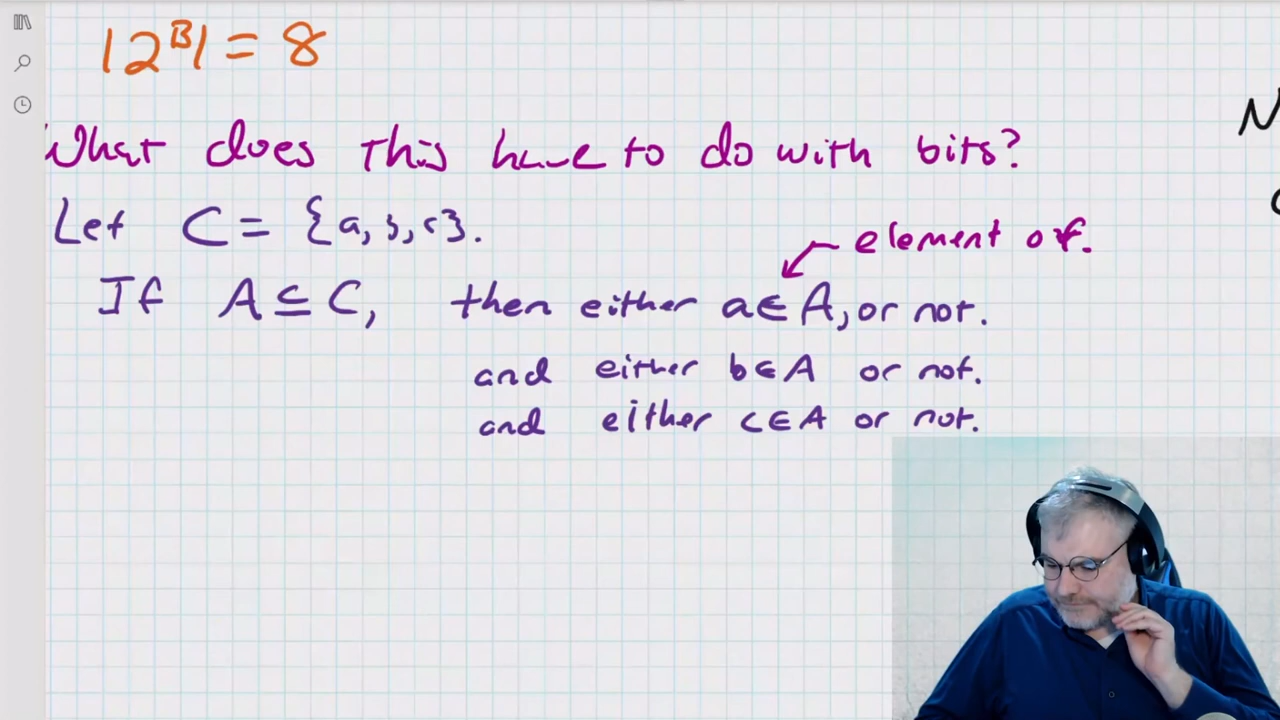 |2^B| = 8
What does this have to do with bits?
Let C = {a, b, c}.
element of.
If A ⊆ C, then either a ∈ A, or not.
and either b ∈ A or not.
and either c ∈ A or not.